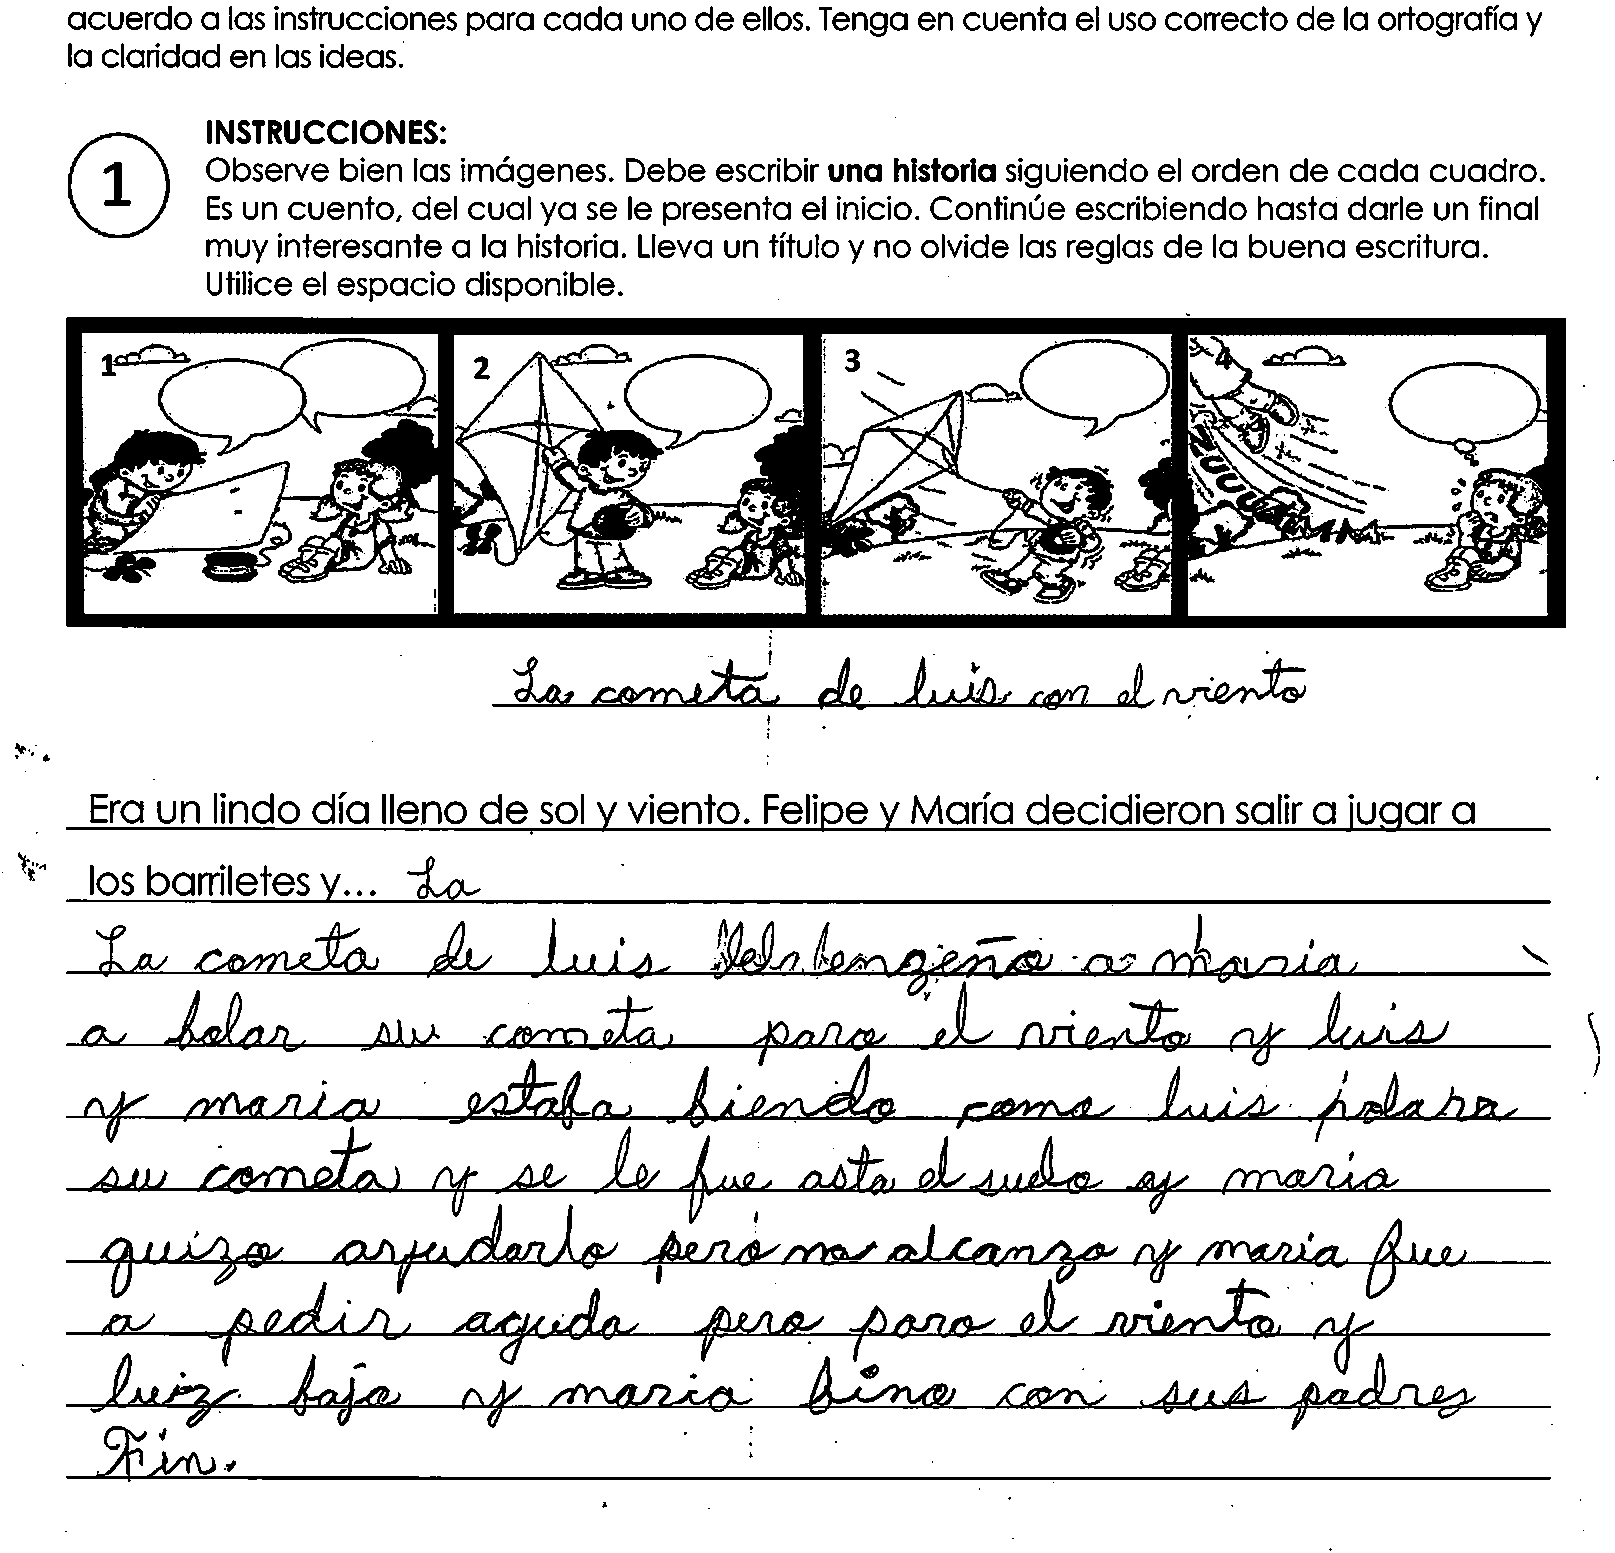 acuerdo a las instrucciones para cada uno de ellos. Tenga en cuenta el uso correcto de la ortografía y
la claridad en las ideas.
INSTRUCCIONES:
1
Observe bien las imágenes. Debe escribir una historia siguiendo el orden de cada cuadro.
Es un cuento, del cual ya se le presenta el inicio. Continúe escribiendo hasta darle un final
muy interesante a la historia. Lleva un título y no olvide las reglas de la buena escritura.
Utilice el espacio disponible.
1 2 3 4
La cometa de luis con el viento
Era un lindo día lleno de sol y viento. Felipe y María decidieron salir a jugar a
los barriletes y... La
La cometa de luis a maria
a bolar su cometa paro el viento y luis
y maria estaba biendo como luis
su cometa y se le fue asta el suelo y maria
quizo ayudarlo pero no alcanzo y maria fue
a pedir aguda pero paro el viento y
luiz bajo y maria bino con sus padres
Fin.